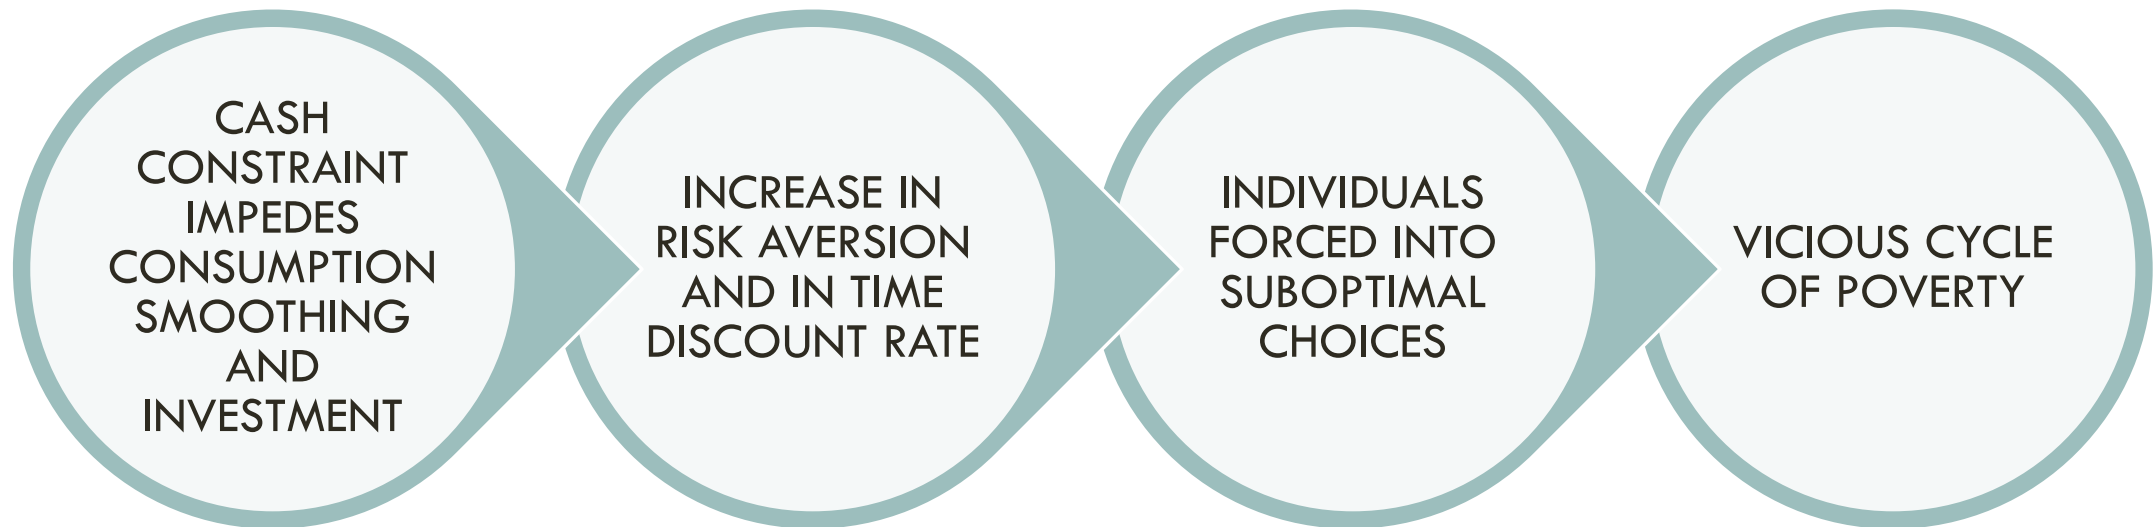 CASH
CONSTRAINT
IMPEDES
CONSUMPTION
SMOOTHING
AND
INVESTMENT
INCREASE IN
RISK AVERSION
AND IN TIME
DISCOUNT RATE
INDIVIDUALS
FORCED INTO
SUBOPTIMAL
CHOICES
VICIOUS CYCLE
OF POVERTY